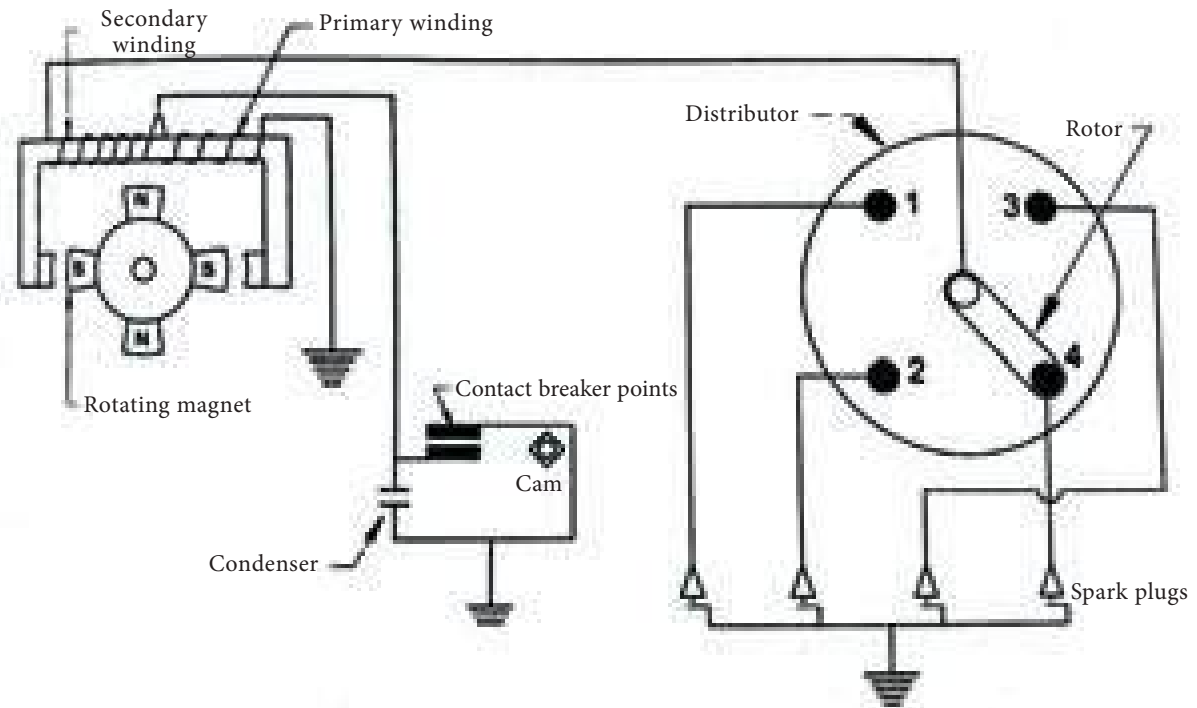 Secondary
winding
Primary winding
Distributor
Rotor
N
S
S
N
1
3
2
4
Rotating magnet
Contact breaker points
Cam
Condenser
Spark plugs